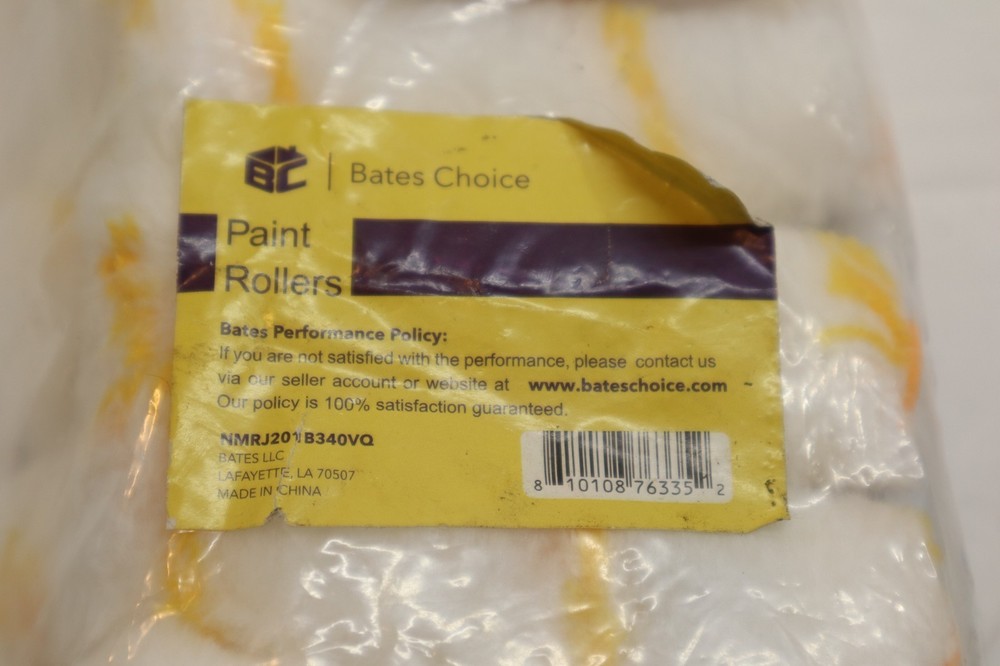 BC | Bates Choice
Paint
Rollers
Bates Performance Policy:
If you are not satisfied with the performance, please contact us
via our seller account or website at www.bateschoice.com
Our policy is 100% satisfaction guaranteed.
NMRJ201B340VQ
BATES LLC
LAFAYETTE, LA 70507
MADE IN CHINA
8 10108 76335 2